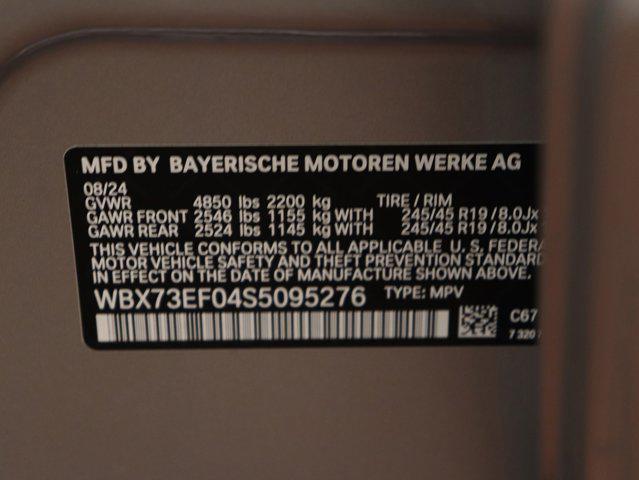 MFD BY BAYERISCHE MOTOREN WERKE AG
08/24
GVWR 4850 lbs 2200 kg TIRE / RIM
GAWR FRONT 2546 lbs 1155 kg WITH 245/45 R19 / 8.0Jx
GAWR REAR 2524 lbs 1145 kg WITH 245/45 R19 / 8.0Jx
THIS VEHICLE CONFORMS TO ALL APPLICABLE U. S. FEDERA
MOTOR VEHICLE SAFETY AND THEFT PREVENTION STANDARD
IN EFFECT ON THE DATE OF MANUFACTURE SHOWN ABOVE.
WBX73EF04S5095276 TYPE: MPV
C67
7 320